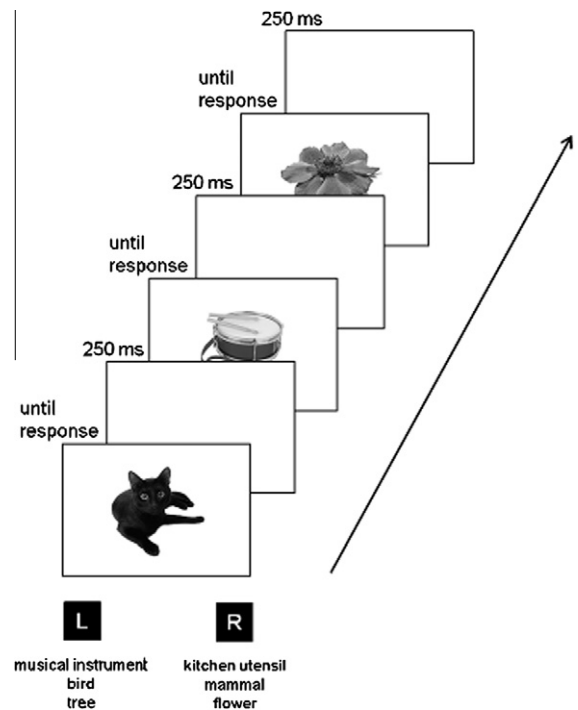 250 ms
until
response
250 ms
until
response
250 ms
until
response
L
R
musical instrument
bird
tree
kitchen utensil
mammal
flower